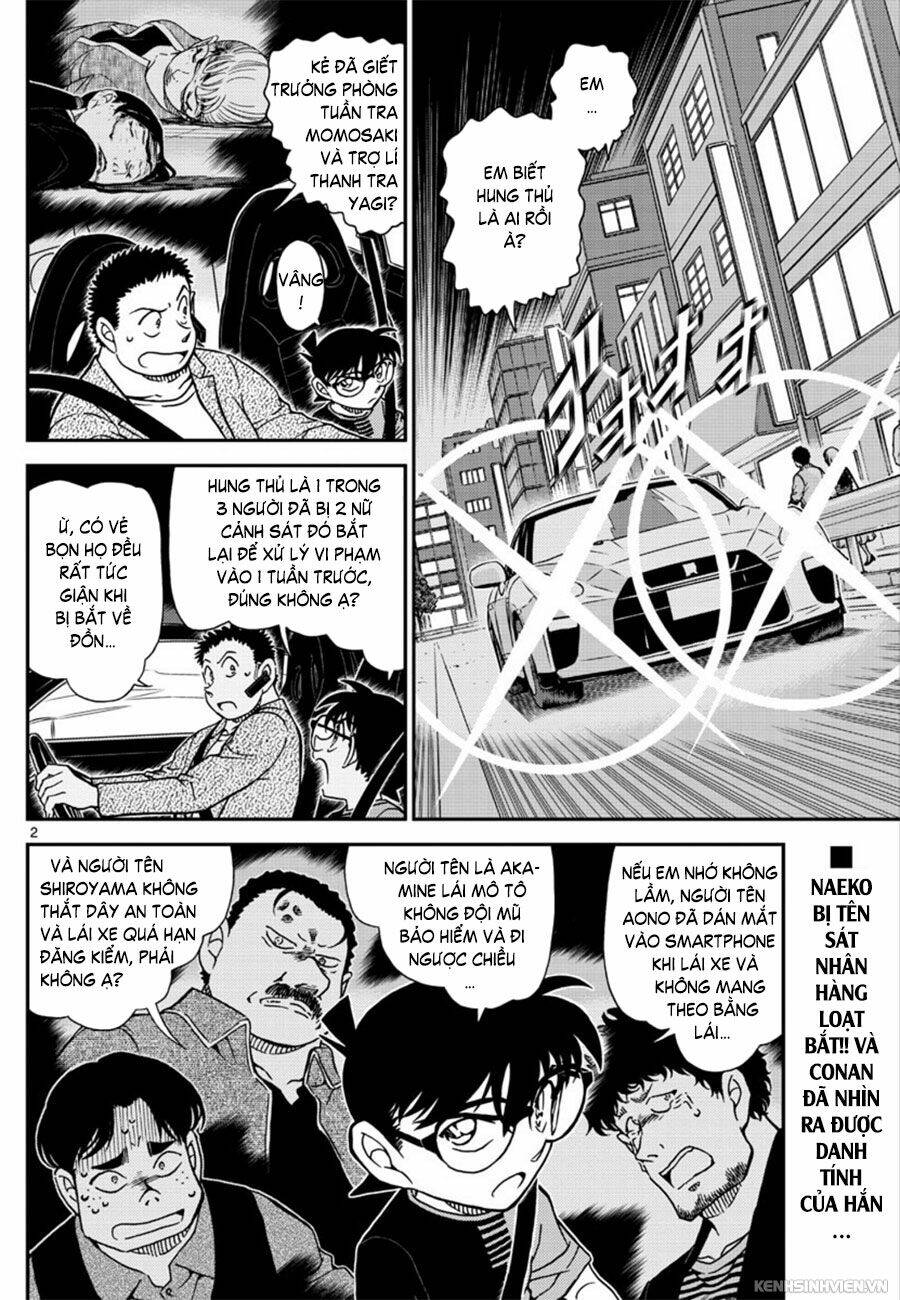 EM
...
EM BIẾT
HUNG THỦ
LÀ AI RỒI
À?
ブォォォォ
KẺ ĐÃ GIẾT
TRƯỞNG PHÒNG
TUẦN TRA
MOMOSAKI
VÀ TRỢ LÍ
THANH TRA
YAGI?
VÂNG
!
HUNG THỦ LÀ 1 TRONG
3 NGƯỜI ĐÃ BỊ 2 NỮ
CẢNH SÁT ĐÓ BẮT
LẠI ĐỂ XỬ LÝ VI PHẠM
VÀO 1 TUẦN TRƯỚC,
ĐÚNG KHÔNG Ạ?
Ừ, CÓ VẺ
BỌN HỌ ĐỀU
RẤT TỨC
GIẬN KHI
BỊ BẮT VỀ
ĐỒN...
2
■
NAEKO
BỊ TÊN
SÁT
NHÂN
HÀNG
LOẠT
BẮT!! VÀ
CONAN
ĐÃ NHÌN
RA ĐƯỢC
DANH
TÍNH
CỦA HẮN
...
NẾU EM NHỚ KHÔNG
LẦM, NGƯỜI TÊN
AONO ĐÃ DÁN MẮT
VÀO SMARTPHONE
KHI LÁI XE VÀ
KHÔNG MANG
THEO BẰNG
LÁI...
NGƯỜI TÊN LÀ AKA-
MINE LÁI MÔ TÔ
KHÔNG ĐỘI MŨ
BẢO HIỂM VÀ ĐI
NGƯỢC CHIỀU
...
VÀ NGƯỜI TÊN
SHIROYAMA KHÔNG
THẮT DÂY AN TOÀN
VÀ LÁI XE QUÁ HẠN
ĐĂNG KIỂM, PHẢI
KHÔNG Ạ?
KENHSINHVIEN.VN